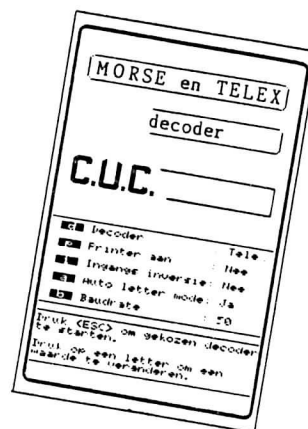 MORSE en TELEX
decoder
C.U.C.
d Decoder : Tele
p Printer aan : Nee
i Ingangs inversie: Nee
a Auto letter mode: Ja
b Baudrate : 50
Druk <ESC> om gekozen decoder
te starten.
Druk op een letter om een
waarde te veranderen.